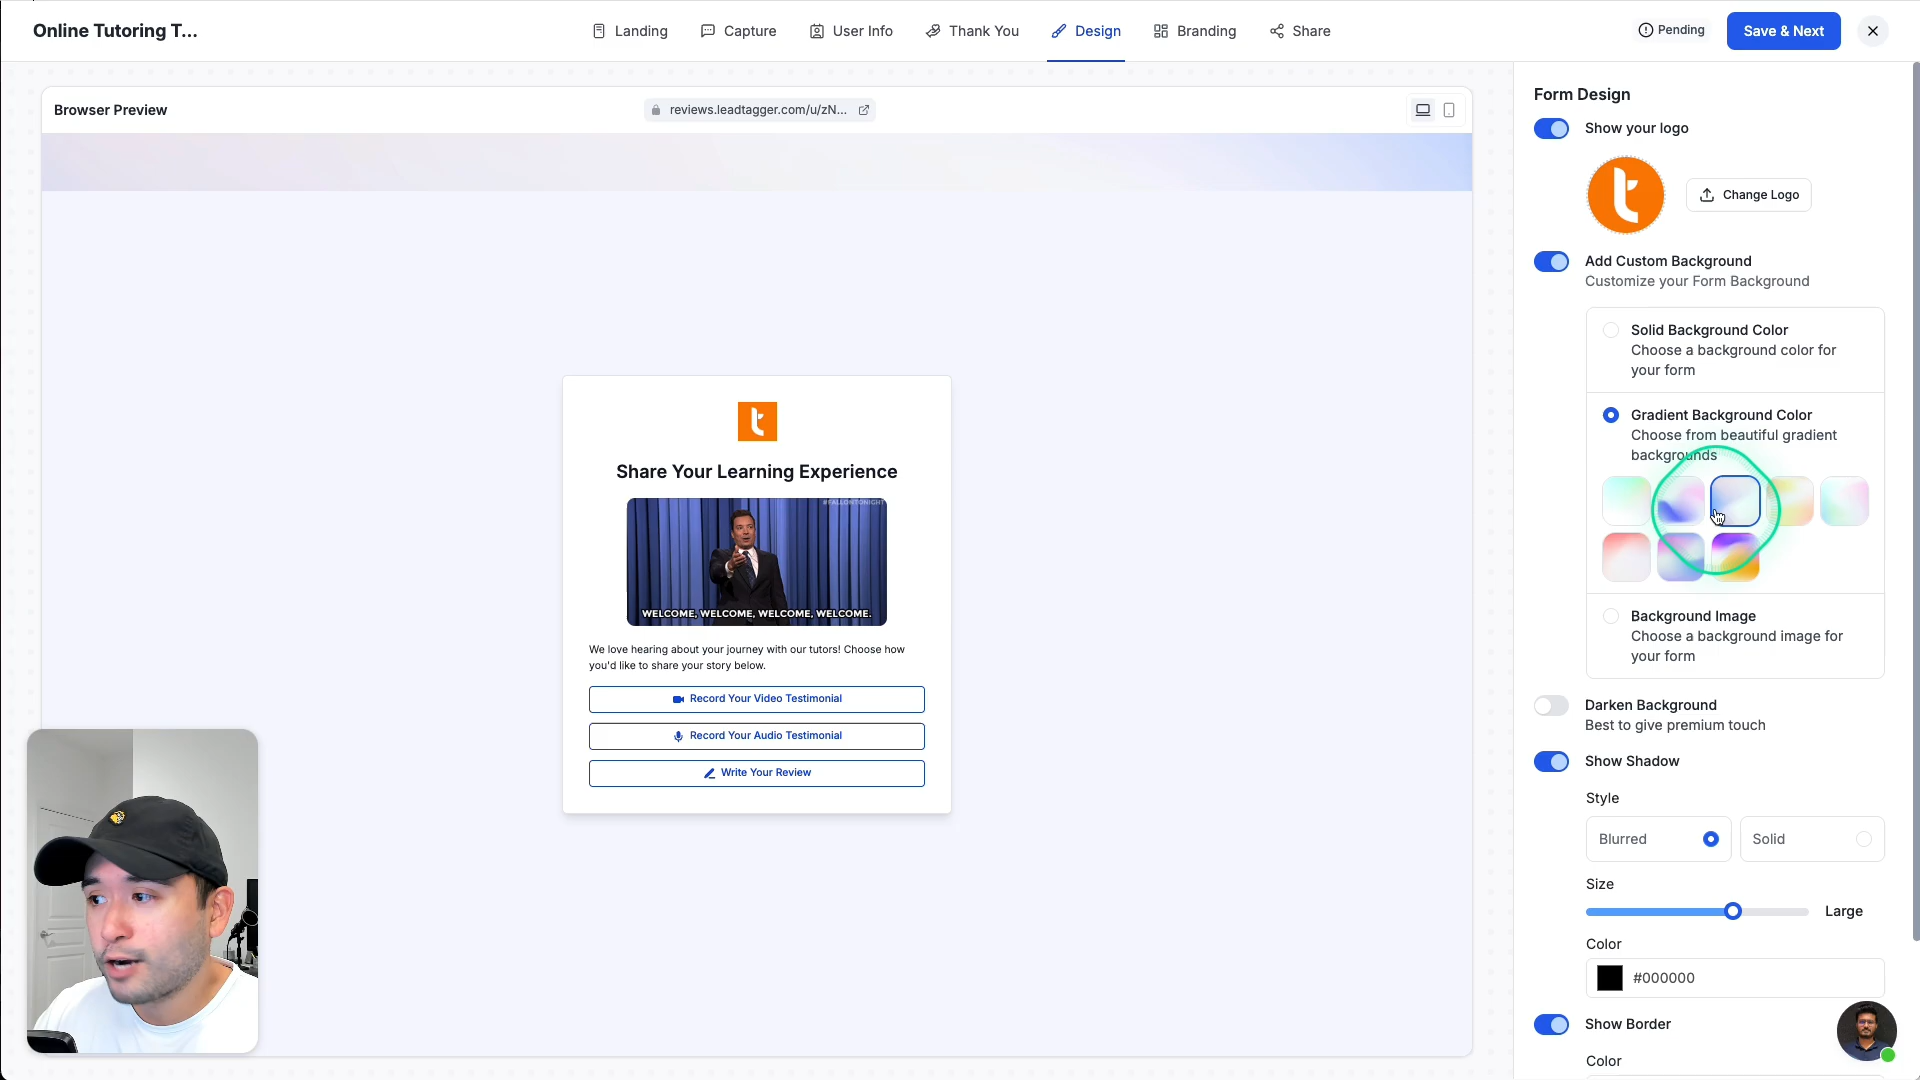 Online Tutoring T...
Landing
Capture
User Info
Thank You
Design
Branding
Share
Pending
Save & Next
Browser Preview
reviews.leadtagger.com/u/zN...
Share Your Learning Experience
#FALLONTONIGHT
WELCOME, WELCOME, WELCOME, WELCOME.
We love hearing about your journey with our tutors! Choose how
you'd like to share your story below.
Record Your Video Testimonial
Record Your Audio Testimonial
Write Your Review
Form Design
Show your logo
Change Logo
Add Custom Background
Customize your Form Background
Solid Background Color
Choose a background color for
your form
Gradient Background Color
Choose from beautiful gradient
backgrounds
Background Image
Choose a background image for
your form
Darken Background
Best to give premium touch
Show Shadow
Style
Blurred
Solid
Size
Large
Color
#000000
Show Border
Color